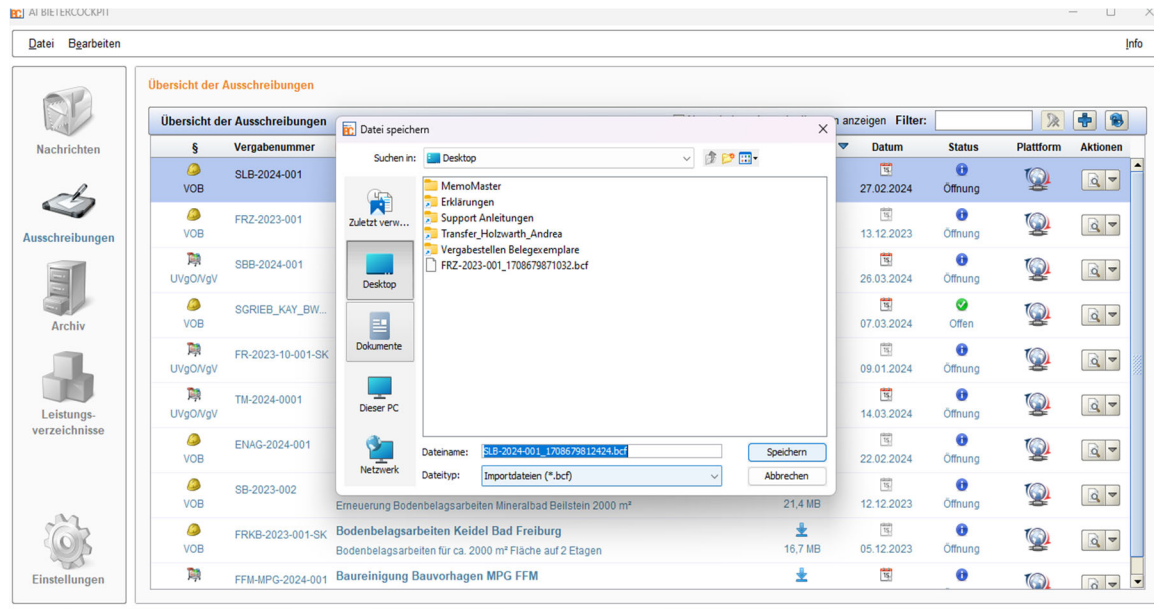 AI BIETERCOCKPIT
Datei Bearbeiten Info
Nachrichten
Ausschreibungen
Archiv
Leistungs-
verzeichnisse
Einstellungen
Übersicht der Ausschreibungen
Übersicht der Ausschreibungen anzeigen Filter:
§ Vergabenummer Datum Status Plattform Aktionen
SLB-2024-001
VOB 27.02.2024 Öffnung
FRZ-2023-001
VOB 13.12.2023 Öffnung
SBB-2024-001
UVgO/VgV 26.03.2024 Öffnung
SGRIEB_KAY_BW...
VOB 07.03.2024 Offen
FR-2023-10-001-SK
UVgO/VgV 09.01.2024 Öffnung
TM-2024-0001
UVgO/VgV 14.03.2024 Öffnung
ENAG-2024-001
VOB 22.02.2024 Öffnung
SB-2023-002
VOB Erneuerung Bodenbelagsarbeiten Mineralbad Beilstein 2000 m² 21,4 MB 12.12.2023 Öffnung
FRKB-2023-001-SK Bodenbelagsarbeiten Keidel Bad Freiburg
VOB Bodenbelagsarbeiten für ca. 2000 m² Fläche auf 2 Etagen 16,7 MB 05.12.2023 Öffnung
FFM-MPG-2024-001 Baureinigung Bauvorhagen MPG FFM
Datei speichern
Suchen in: Desktop
Zuletzt verw...
Desktop
Dokumente
Dieser PC
Netzwerk
MemoMaster
Erklärungen
Support Anleitungen
Transfer_Holzwarth_Andrea
Vergabestellen Belegexemplare
FRZ-2023-001_1708679871032.bcf
Dateiname: SLB-2024-001_1708679812424.bcf Speichern
Dateityp: Importdateien (*.bcf) Abbrechen